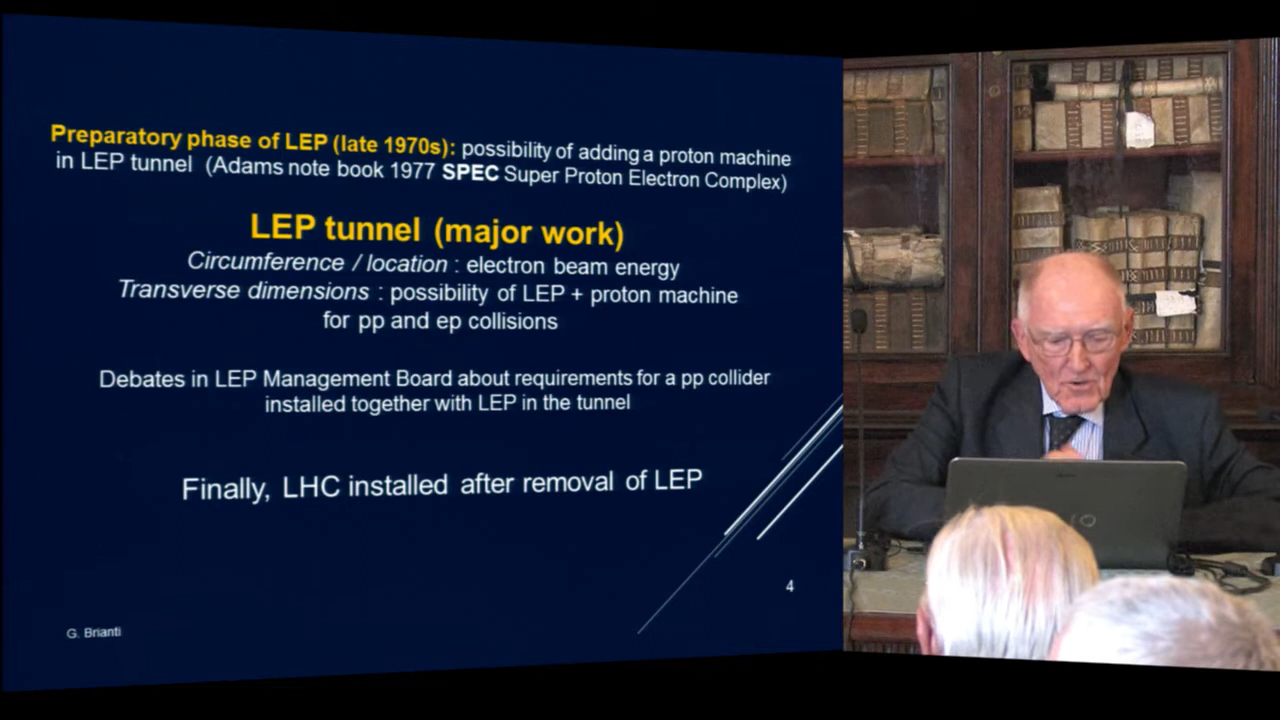 Preparatory phase of LEP (late 1970s): possibility of adding a proton machine
in LEP tunnel (Adams note book 1977 SPEC Super Proton Electron Complex)
LEP tunnel (major work)
Circumference / location : electron beam energy
Transverse dimensions : possibility of LEP + proton machine
for pp and ep collisions
Debates in LEP Management Board about requirements for a pp collider
installed together with LEP in the tunnel
Finally, LHC installed after removal of LEP
4
G. Brianti